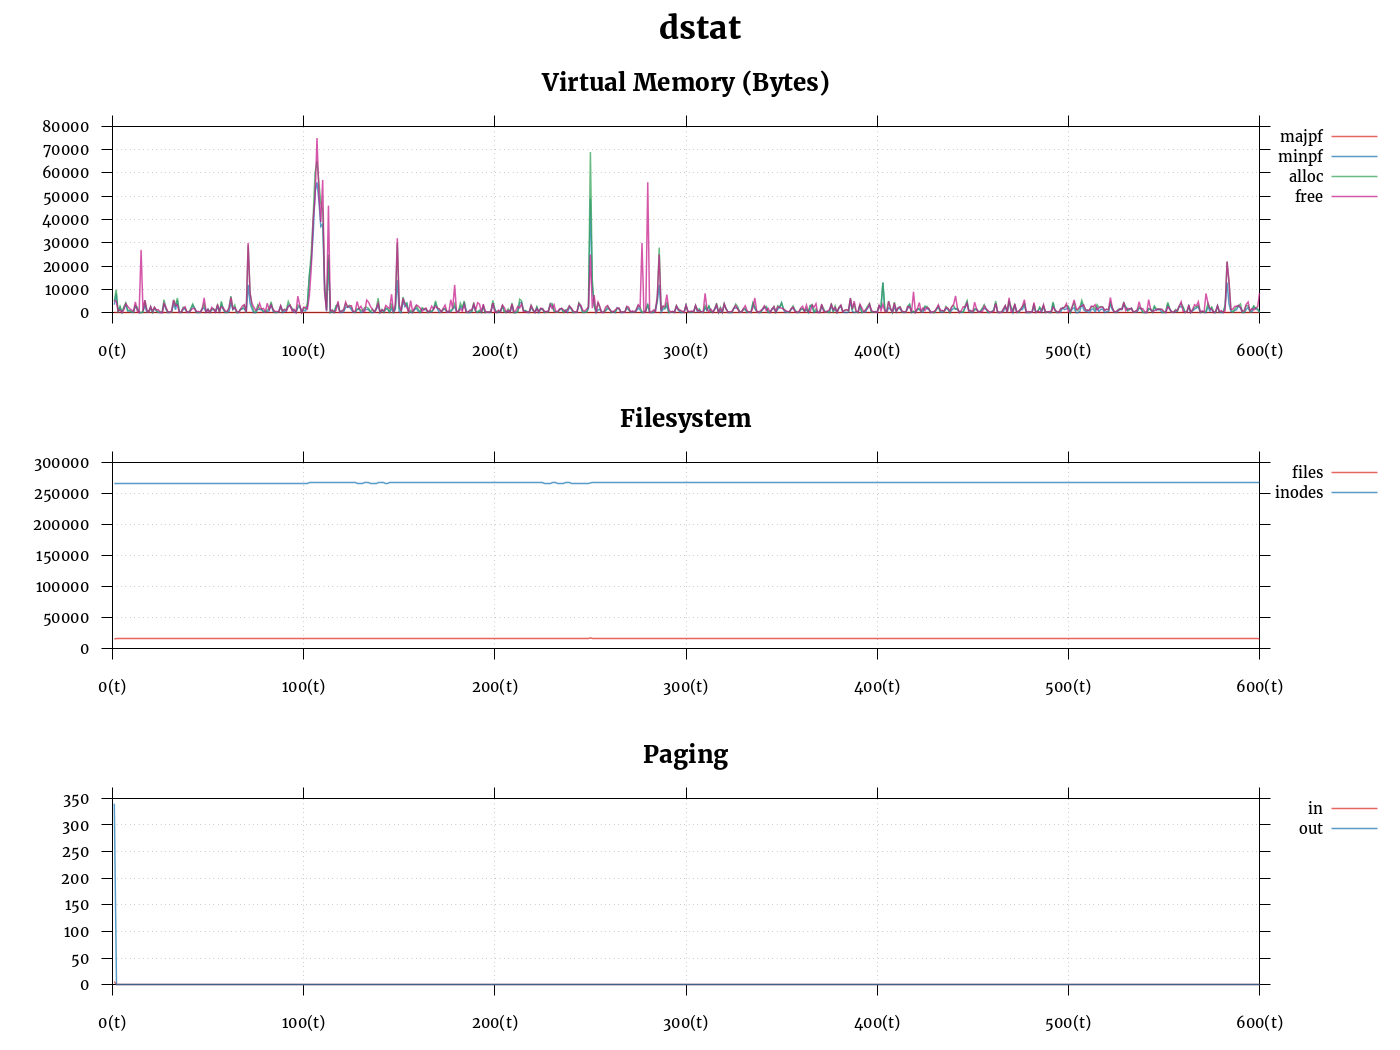 dstat
Virtual Memory (Bytes)
80000
70000
60000
50000
40000
30000
20000
10000
0
0(t) 100(t) 200(t) 300(t) 400(t) 500(t) 600(t)
majpf
minpf
alloc
free
Filesystem
300000
250000
200000
150000
100000
50000
0
0(t) 100(t) 200(t) 300(t) 400(t) 500(t) 600(t)
files
inodes
Paging
350
300
250
200
150
100
50
0
0(t) 100(t) 200(t) 300(t) 400(t) 500(t) 600(t)
in
out